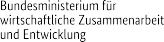 Bundesministerium für
wirtschaftliche Zusammenarbeit
und Entwicklung